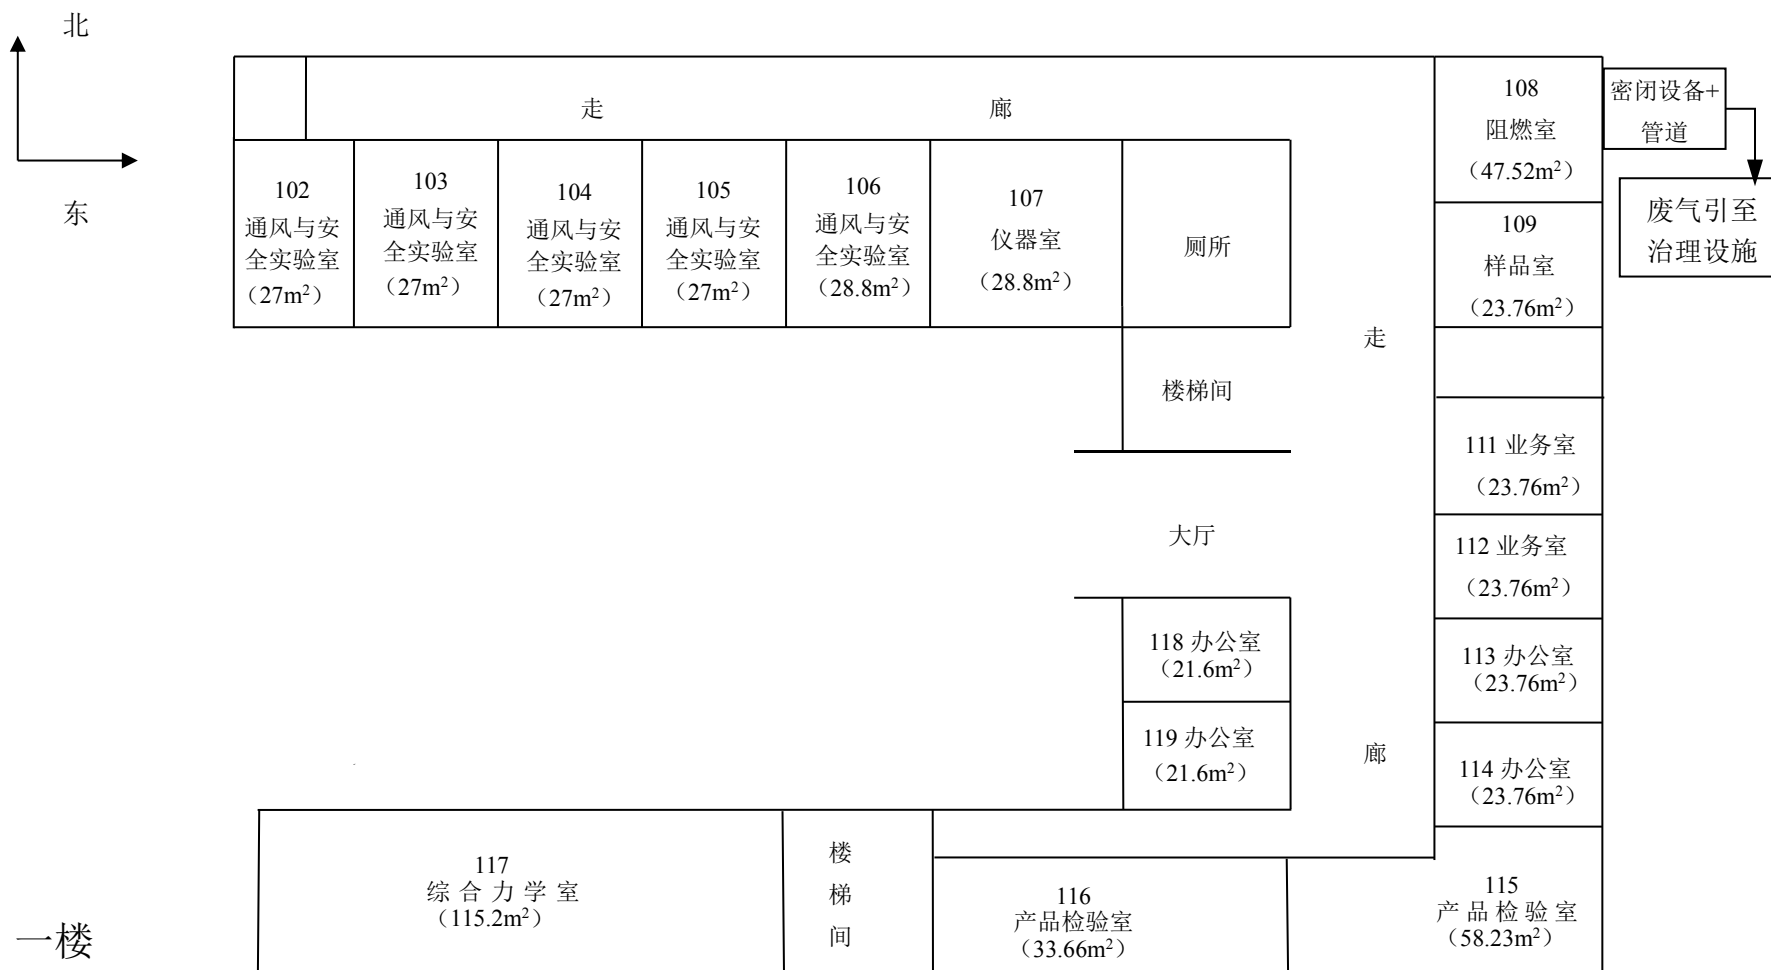 北
东
走 廊
102
通风与安
全实验室
（27m²）
103
通风与安
全实验室
（27m²）
104
通风与安
全实验室
（27m²）
105
通风与安
全实验室
（27m²）
106
通风与安
全实验室
（28.8m²）
107
仪器室
（28.8m²）
厕所
108
阻燃室
（47.52m²）
密闭设备+
管道
废气引至
治理设施
109
样品室
（23.76m²）
走
廊
楼梯间
大厅
111 业务室
（23.76m²）
112 业务室
（23.76m²）
113 办公室
（23.76m²）
114 办公室
（23.76m²）
118 办公室
（21.6m²）
119 办公室
（21.6m²）
117
综 合 力 学 室
（115.2m²）
楼
梯
间
116
产品检验室
（33.66m²）
115
产 品 检 验 室
（58.23m²）
一楼